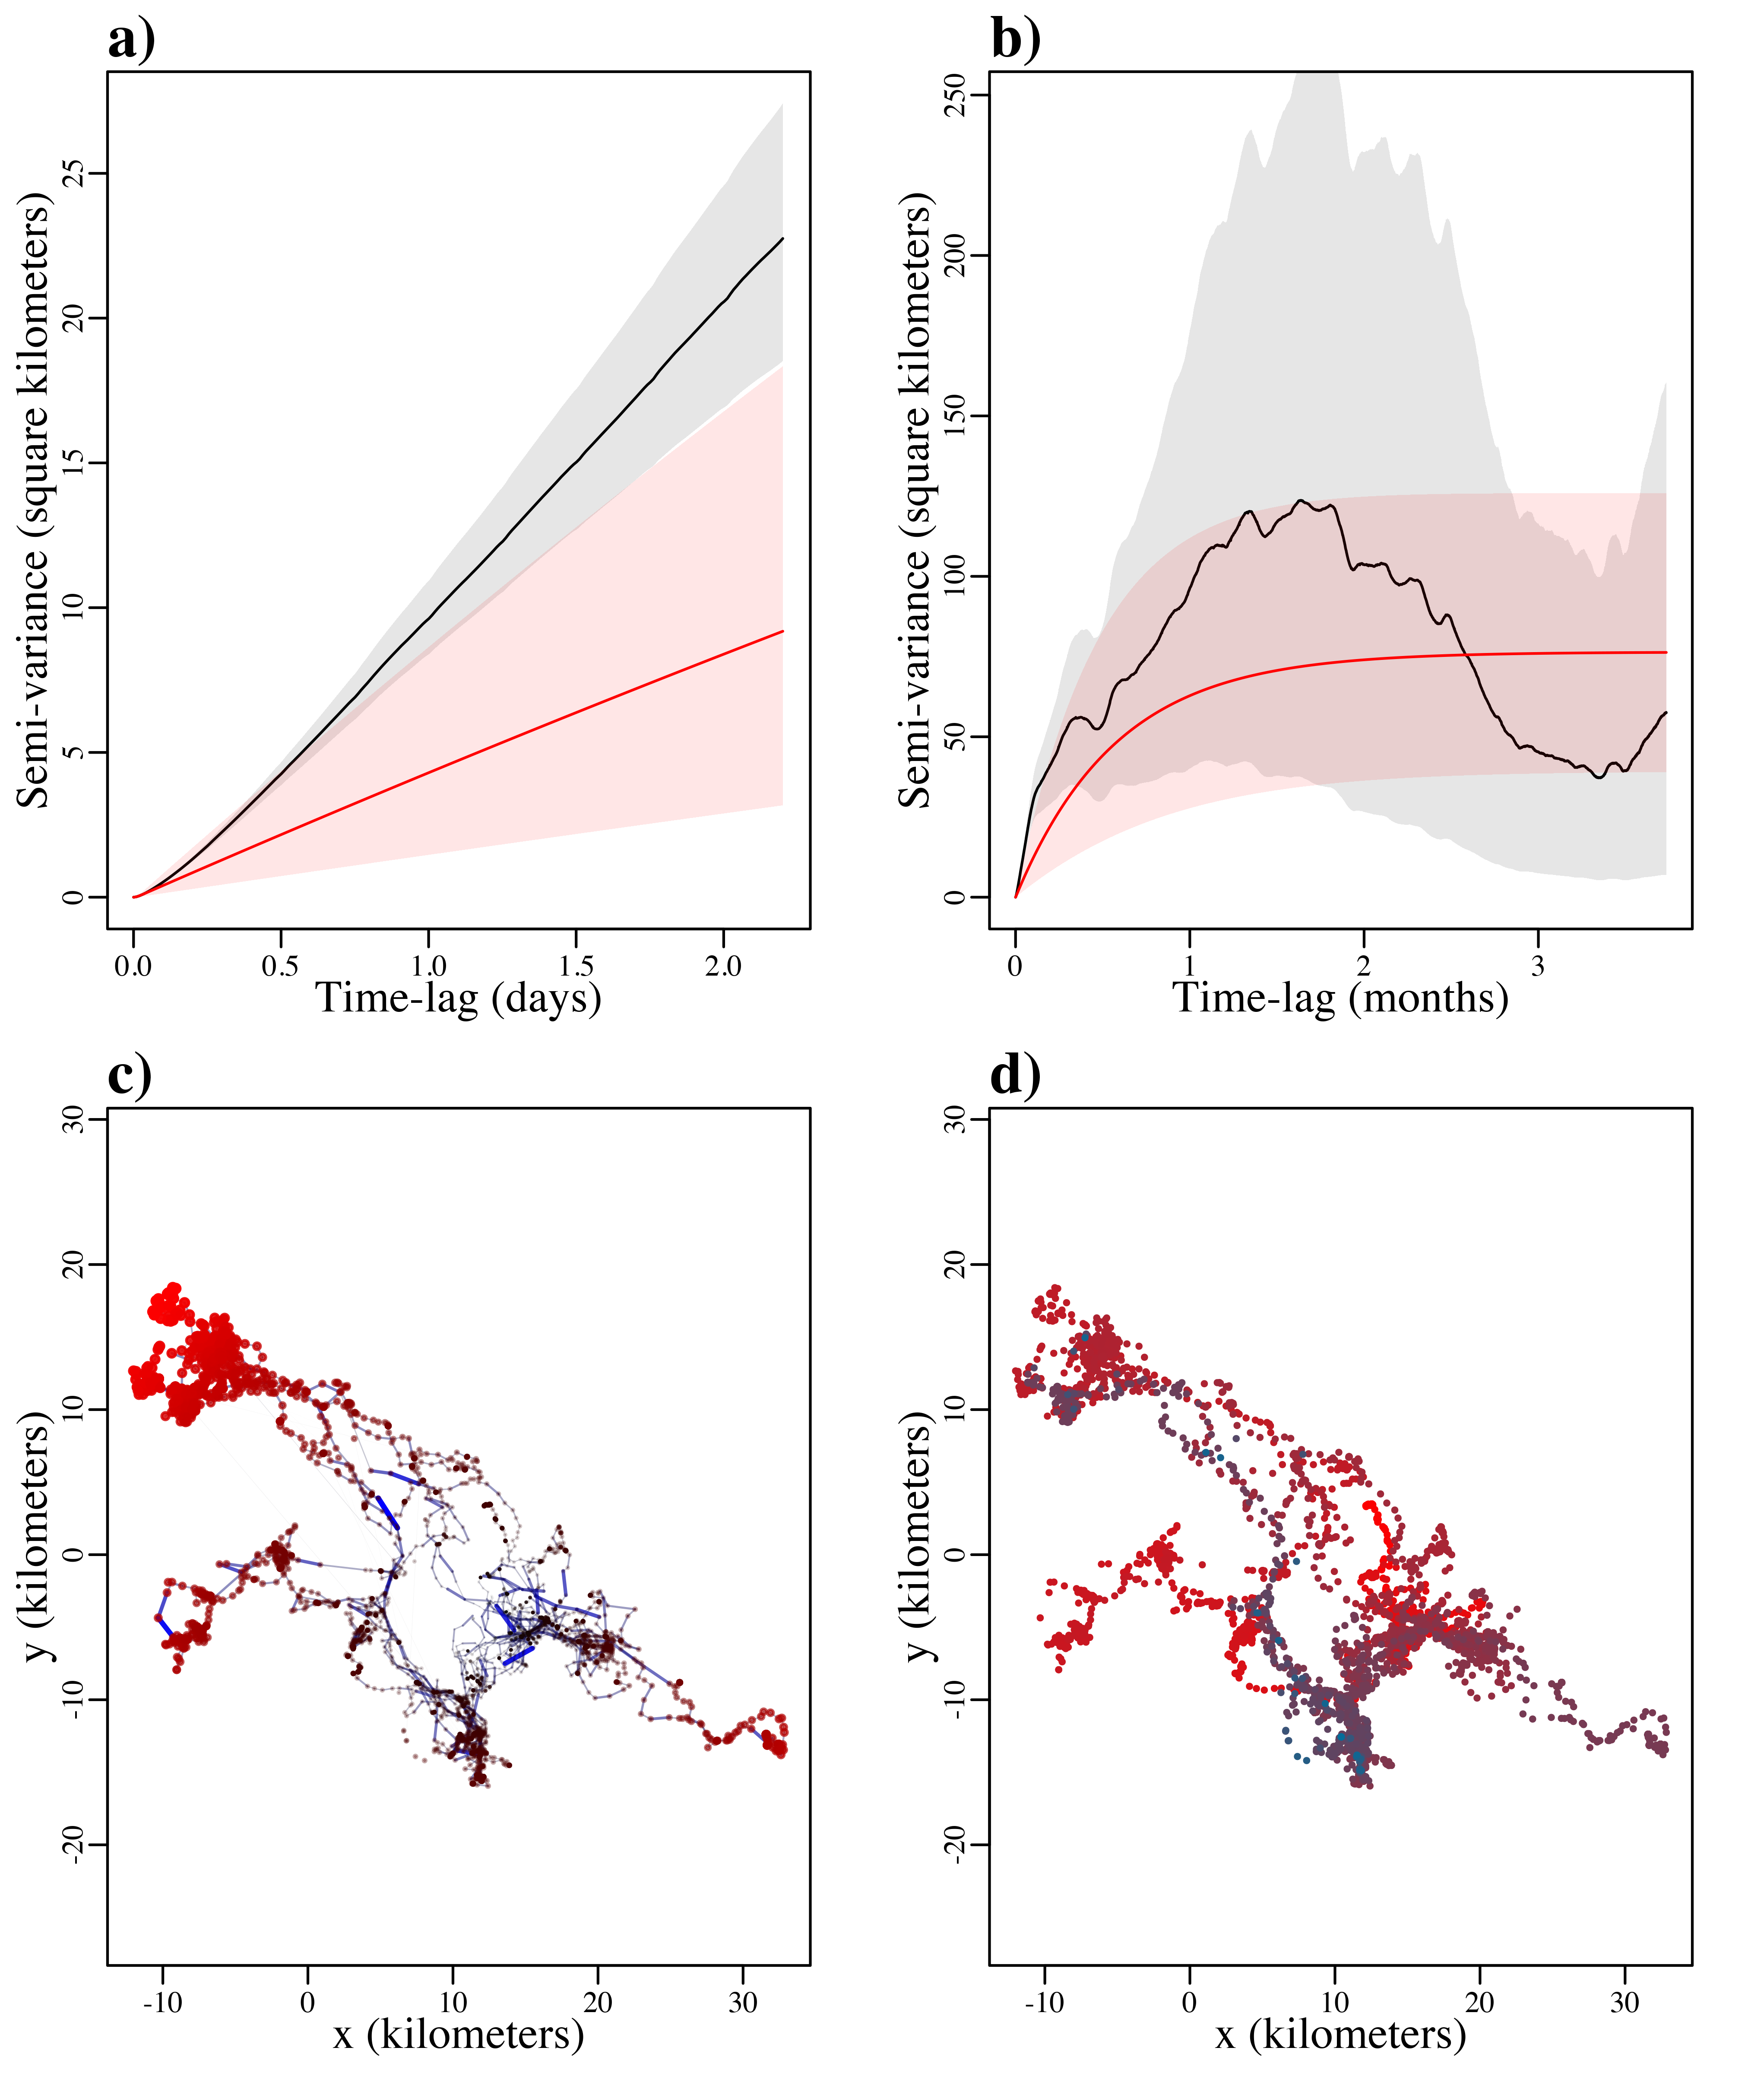 a)
Semi-variance (square kilometers)
25
20
15
10
5
0
0.0 0.5 1.0 1.5 2.0
Time-lag (days)
b)
Semi-variance (square kilometers)
250
200
150
100
50
0
0 1 2 3
Time-lag (months)
c)
y (kilometers)
30
20
10
0
-10
-20
-10 0 10 20 30
x (kilometers)
d)
y (kilometers)
30
20
10
0
-10
-20
-10 0 10 20 30
x (kilometers)